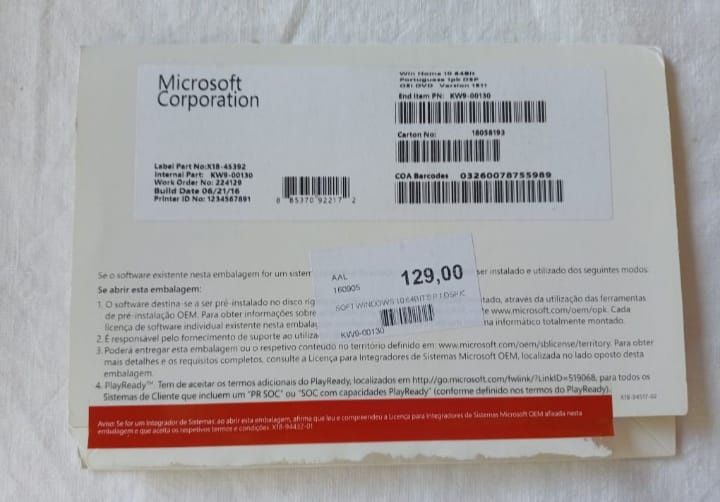 Microsoft
Corporation
Win Home 10 64Bit
Portuguese 1pk DSP
OEI DVD Version 1511
End Item PN: KW9-00130
Carton No: 18058193
Label Part No:X18-45392
Internal Part: KW9-00130
Work Order No: 224129
Build Date 06/21/16
Printer ID No: 1234567891
8 85370 92217 2
COA Barcodes 03260078755989
AAL
160905
129,00
SOFT WINDOWS 10 64BITS PT DSP/C
KW9-00130
Se o software existente nesta embalagem for um sistem ser instalado e utilizado dos seguintes modos:
Se abrir esta embalagem:
1. O software destina-se a ser pré-instalado no disco ríg tado, através da utilização das ferramentas
de pré-instalação OEM. Para obter informações sobre e www.microsoft.com/oem/opk. Cada
licença de software individual existente nesta embala ma informático totalmente montado.
2. É responsável pelo fornecimento de suporte ao utiliz
3. Poderá entregar esta embalagem ou o respetivo conteúdo no território definido em: www.microsoft.com/oem/sblicense/territory. Para obter
mais detalhes e os requisitos completos, consulte a Licença para Integradores de Sistemas Microsoft OEM, localizada no lado oposto desta
embalagem.
4. PlayReady™. Tem de aceitar os termos adicionais do PlayReady, localizados em http://go.microsoft.com/fwlink/?LinkID=519068, para todos os
Sistemas de Cliente que incluem um "PR SOC" ou "SOC com capacidades PlayReady" (conforme definido nos termos do PlayReady).
X18-94517-02
Aviso: Se for um Integrador de Sistemas, ao abrir esta embalagem, afirma que leu e compreendeu a Licença para Integradores de Sistemas Microsoft OEM afixada nesta
embalagem e que aceita os respetivos termos e condições. X18-94432-01